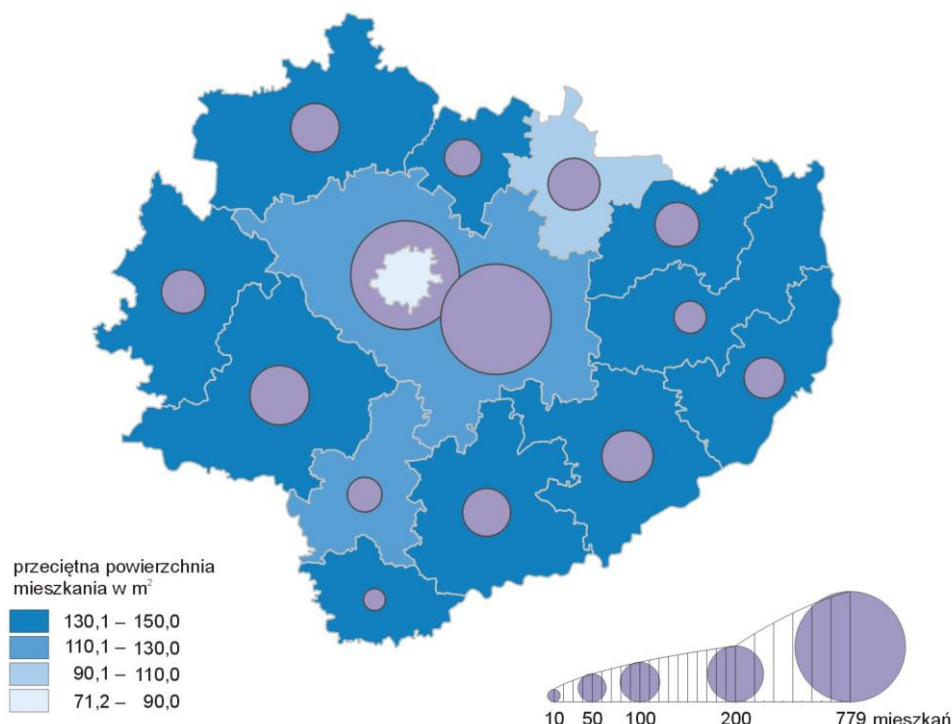 przeciętna powierzchnia
mieszkania w m²
130,1 – 150,0
110,1 – 130,0
90,1 – 110,0
71,2 – 90,0
10 50 100 200 779 mieszkań